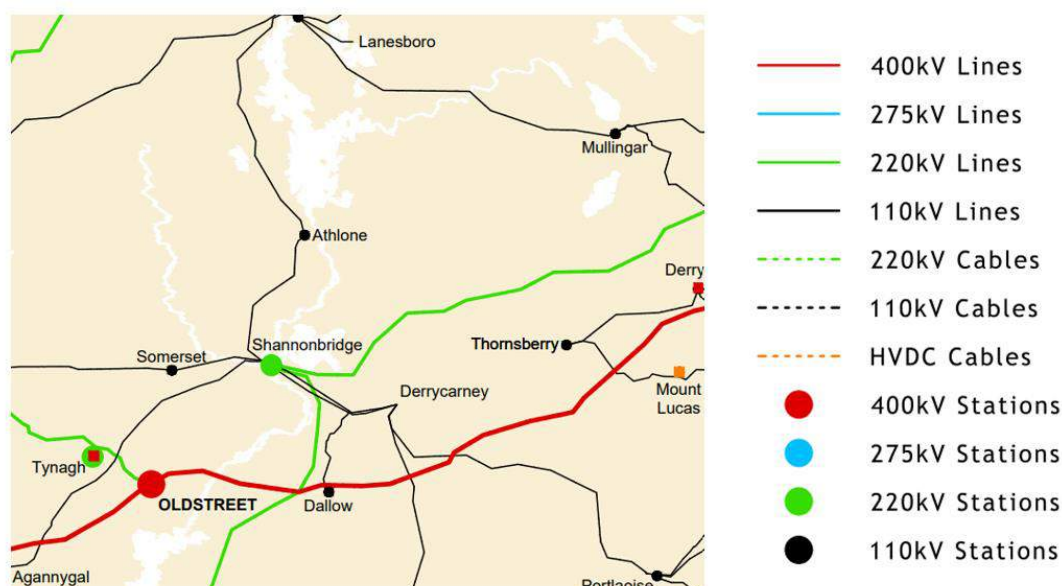 Lanesboro
Mullingar
Athlone
Derry
Shannonbridge
Thornsberry
Somerset
Mount
Lucas
Derrycarney
Tynagh
OLDSTREET
Dallow
Agannygal
Portlaoise
400kV Lines
275kV Lines
220kV Lines
110kV Lines
220kV Cables
110kV Cables
HVDC Cables
400kV Stations
275kV Stations
220kV Stations
110kV Stations